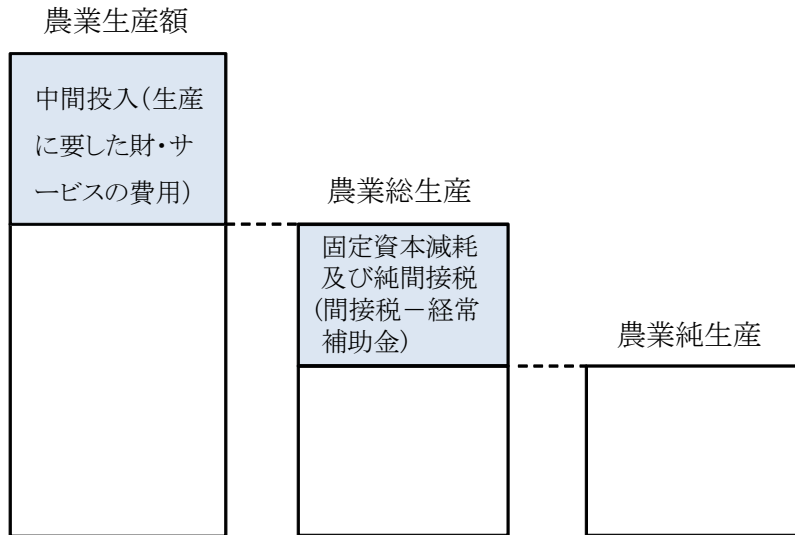 農業生産額
中間投入(生産
に要した財・サ
ービスの費用)
農業総生産
固定資本減耗
及び純間接税
(間接税－経常
補助金)
農業純生産